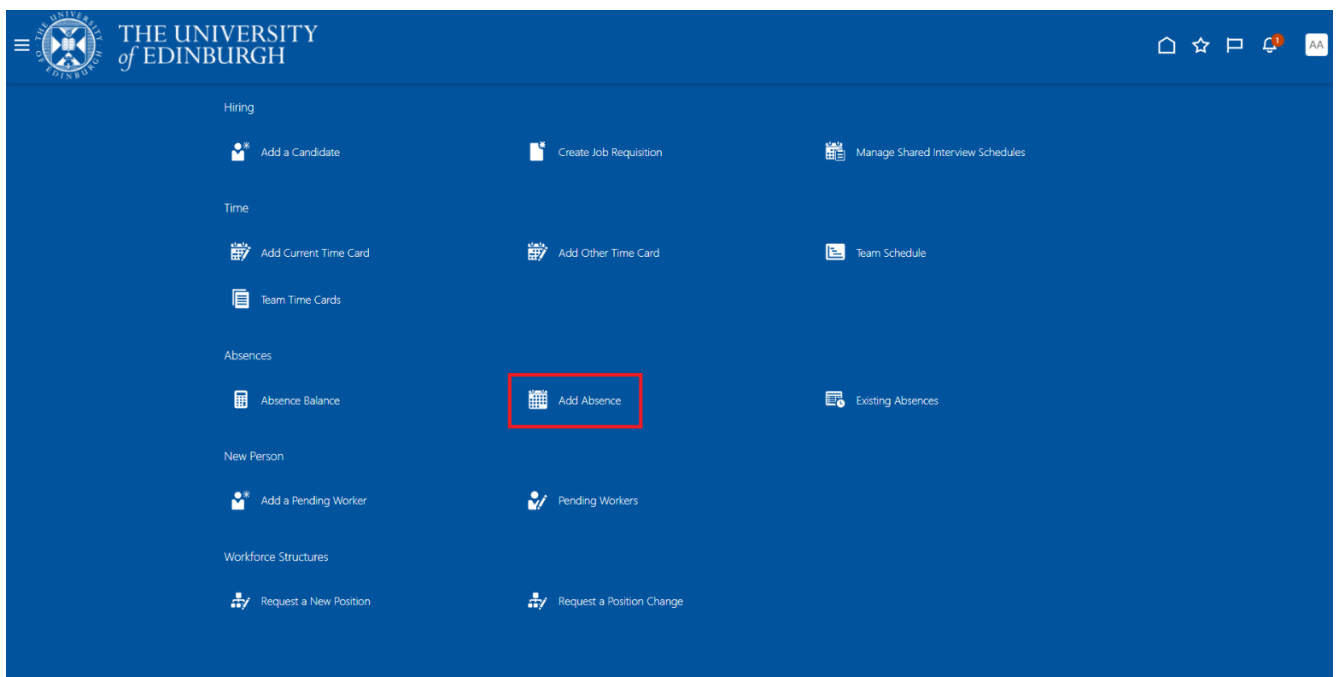 THE UNIVERSITY
of EDINBURGH
1
AA
Hiring
Add a Candidate
Create Job Requisition
Manage Shared Interview Schedules
Time
Add Current Time Card
Add Other Time Card
Team Schedule
Team Time Cards
Absences
Absence Balance
Add Absence
Existing Absences
New Person
Add a Pending Worker
Pending Workers
Workforce Structures
Request a New Position
Request a Position Change